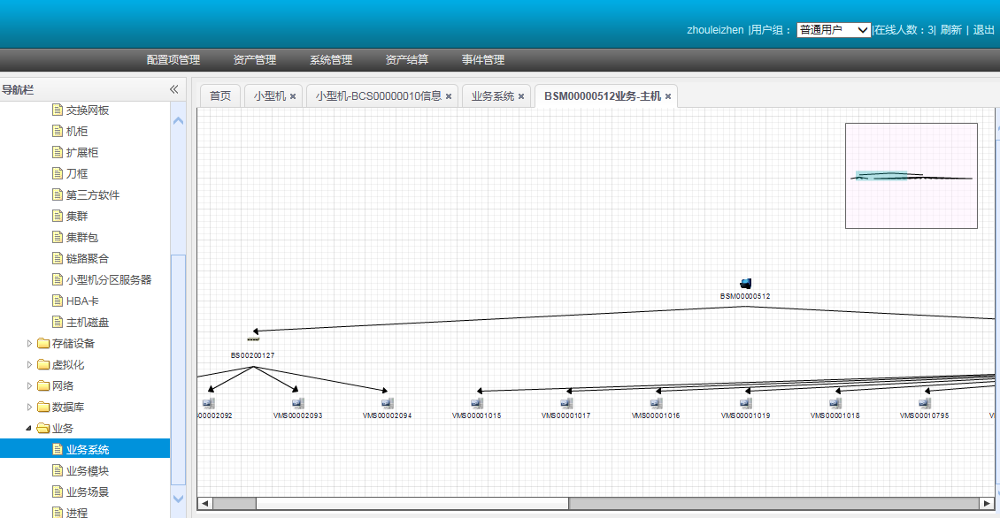 zhouleizhen |用户组： 普通用户 |在线人数：3| 刷新 | 退出
配置项管理 资产管理 系统管理 资产结算 事件管理
导航栏
首页 小型机 小型机-BCS00000010信息 业务系统 BSM00000512业务-主机
交换网板
机柜
扩展柜
刀框
第三方软件
集群
集群包
链路聚合
小型机分区服务器
HBA卡
主机磁盘
存储设备
虚拟化
网络
数据库
业务
业务系统
业务模块
业务场景
进程
BSM00000512
BS00200127
00002092 VMS00002093 VMS00002094 VMS00001015 VMS00001017 VMS00001016 VMS00001019 VMS00001018 VMS00010795